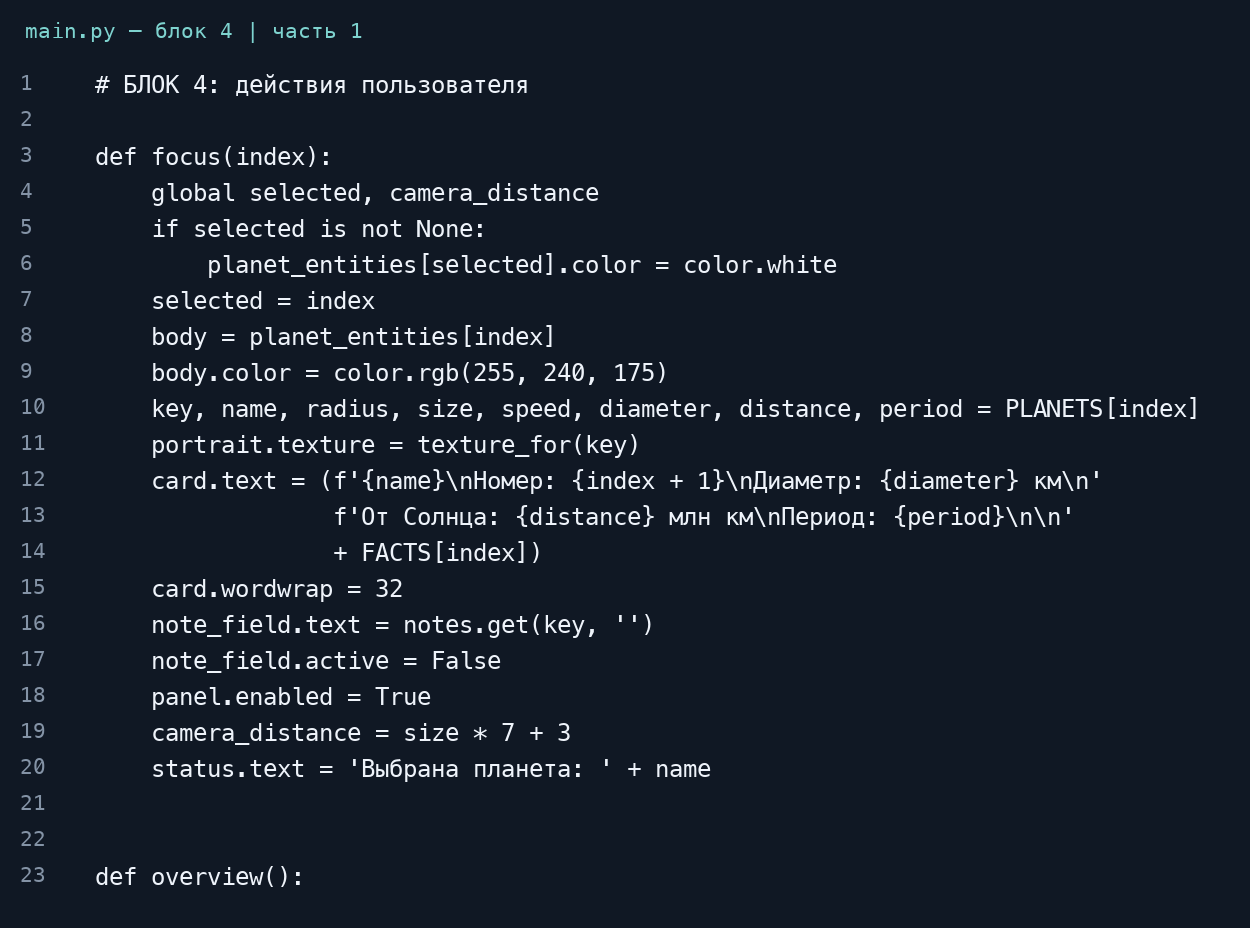 main.py — блок 4 | часть 1
1 # БЛОК 4: действия пользователя
2
3 def focus(index):
4     global selected, camera_distance
5     if selected is not None:
6         planet_entities[selected].color = color.white
7     selected = index
8     body = planet_entities[index]
9     body.color = color.rgb(255, 240, 175)
10     key, name, radius, size, speed, diameter, distance, period = PLANETS[index]
11     portrait.texture = texture_for(key)
12     card.text = (f'{name}\nНомер: {index + 1}\nДиаметр: {diameter} км\n'
13                  f'От Солнца: {distance} млн км\nПериод: {period}\n\n'
14                  + FACTS[index])
15     card.wordwrap = 32
16     note_field.text = notes.get(key, '')
17     note_field.active = False
18     panel.enabled = True
19     camera_distance = size * 7 + 3
20     status.text = 'Выбрана планета: ' + name
21
22
23 def overview():